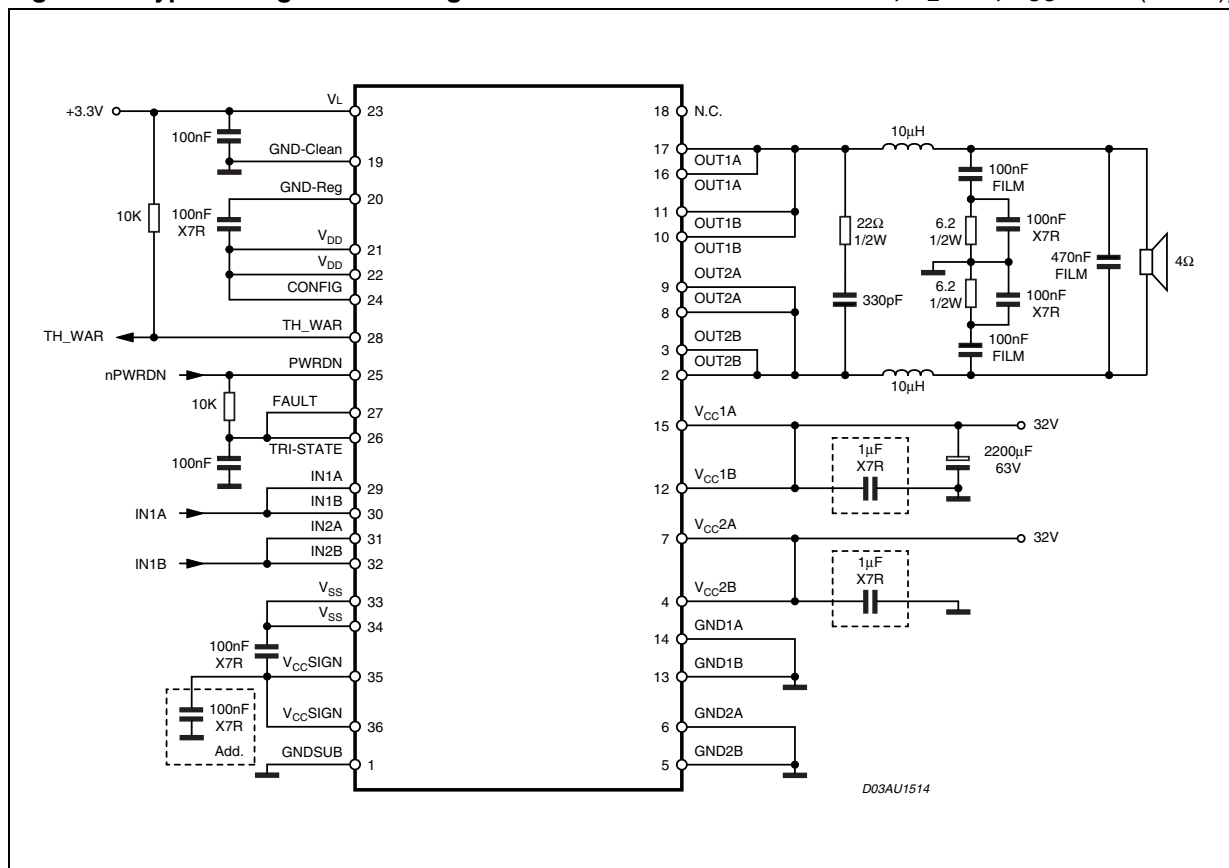 +3.3V
100nF
10K
100nF
X7R
TH_WAR
nPWRDN
10K
100nF
IN1A
IN1B
100nF
X7R
100nF
X7R
Add.
VL 23
GND-Clean 19
GND-Reg 20
VDD 21
VDD 22
CONFIG 24
TH_WAR 28
PWRDN 25
FAULT 27
TRI-STATE 26
IN1A 29
IN1B 30
IN2A 31
IN2B 32
VSS 33
VSS 34
VCCSIGN 35
VCCSIGN 36
GNDSUB 1
18 N.C.
17 OUT1A
16 OUT1A
11 OUT1B
10 OUT1B
9 OUT2A
8 OUT2A
3 OUT2B
2 OUT2B
15 VCC1A
12 VCC1B
7 VCC2A
4 VCC2B
14 GND1A
13 GND1B
6 GND2A
5 GND2B
10µH
22Ω
1/2W
330pF
100nF
FILM
6.2
1/2W
100nF
X7R
6.2
1/2W
100nF
X7R
100nF
FILM
470nF
FILM
4Ω
10µH
32V
1µF
X7R
2200µF
63V
32V
1µF
X7R
D03AU1514